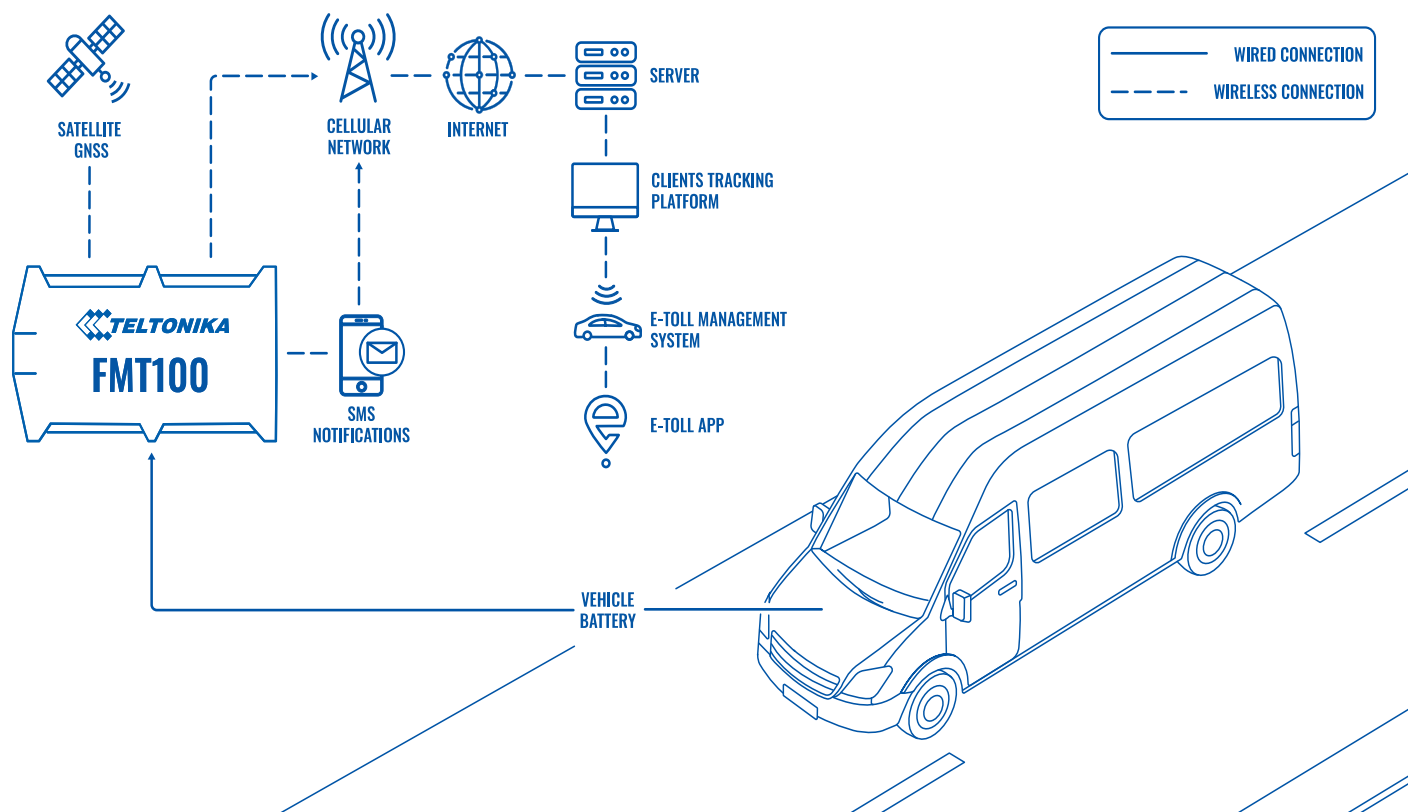 WIRED CONNECTION
WIRELESS CONNECTION
SATELLITE
GNSS
CELLULAR
NETWORK
INTERNET
SERVER
CLIENTS TRACKING
PLATFORM
TELTONIKA
FMT100
E-TOLL MANAGEMENT
SYSTEM
SMS
NOTIFICATIONS
E-TOLL APP
VEHICLE
BATTERY